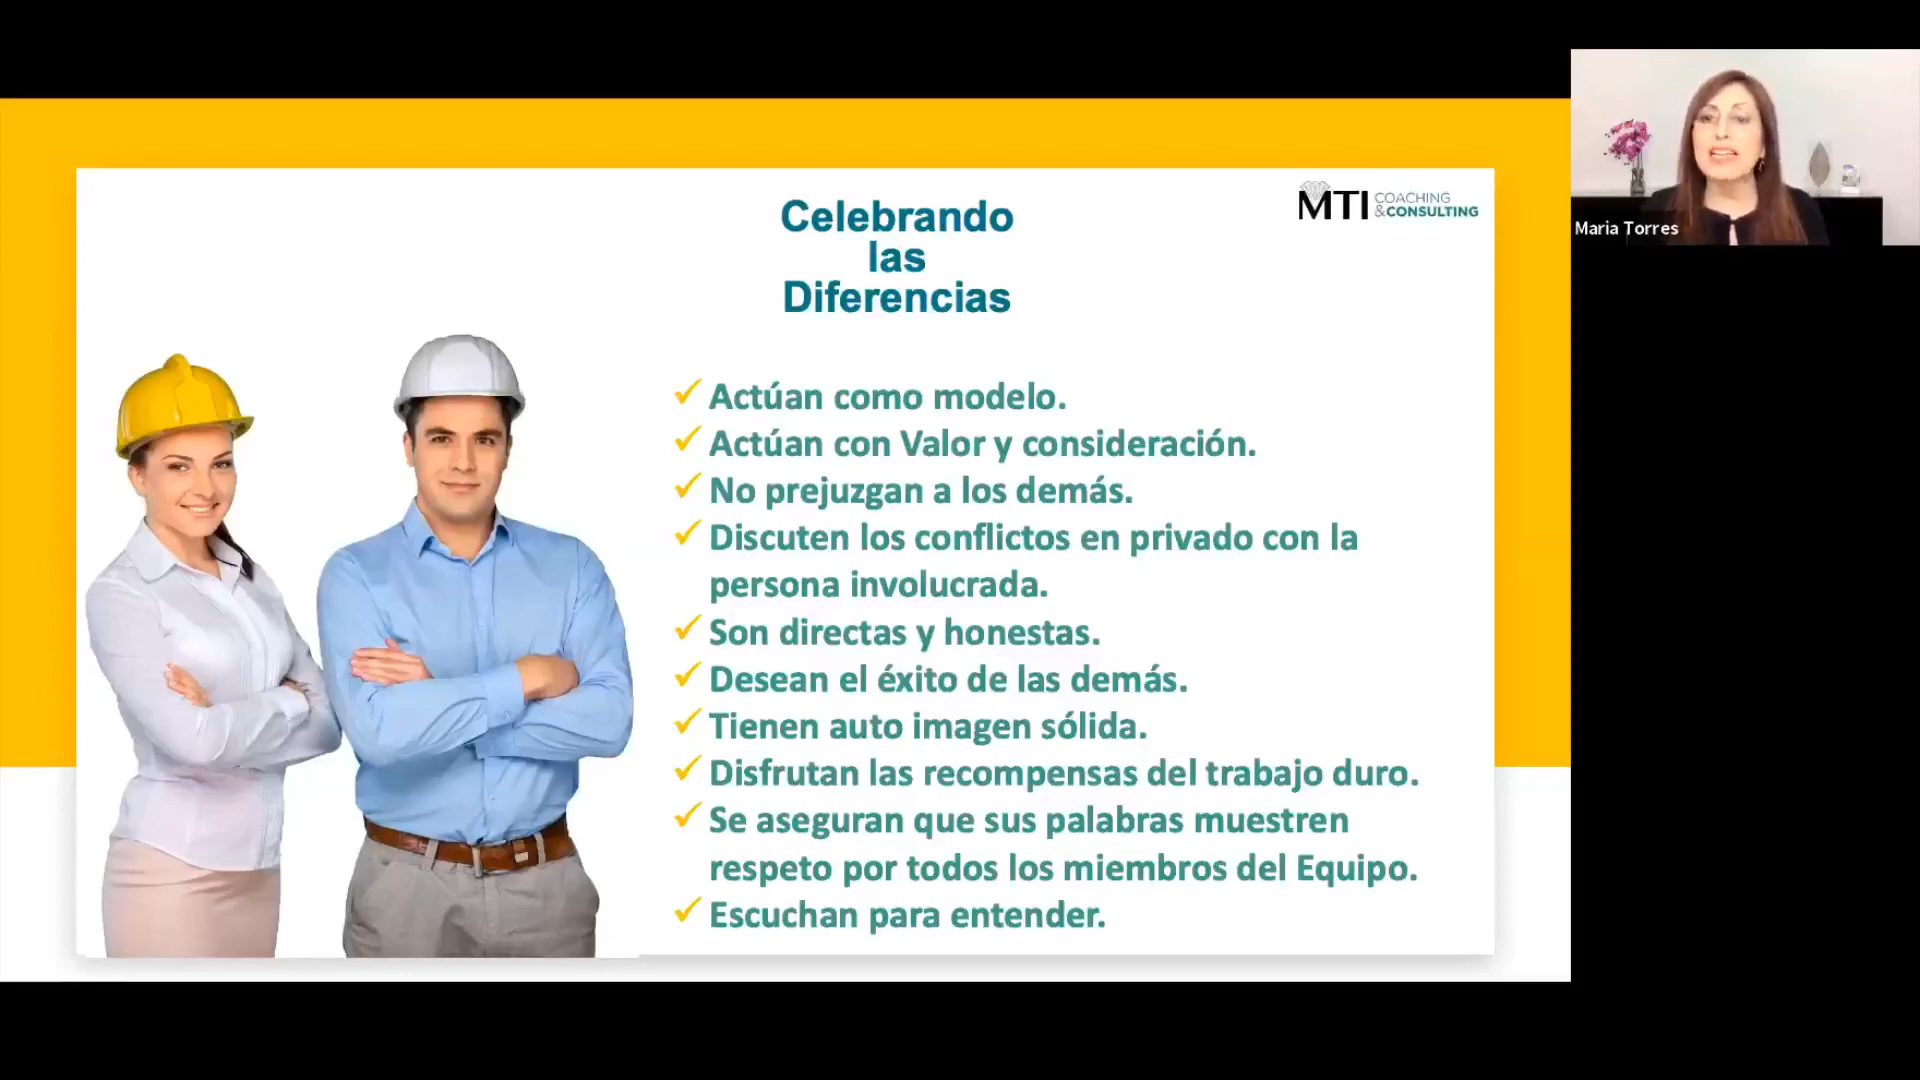 Celebrando
las
Diferencias
MTI COACHING
&CONSULTING
Maria Torres
✓ Actúan como modelo.
✓ Actúan con Valor y consideración.
✓ No prejuzgan a los demás.
✓ Discuten los conflictos en privado con la
persona involucrada.
✓ Son directas y honestas.
✓ Desean el éxito de las demás.
✓ Tienen auto imagen sólida.
✓ Disfrutan las recompensas del trabajo duro.
✓ Se aseguran que sus palabras muestren
respeto por todos los miembros del Equipo.
✓ Escuchan para entender.